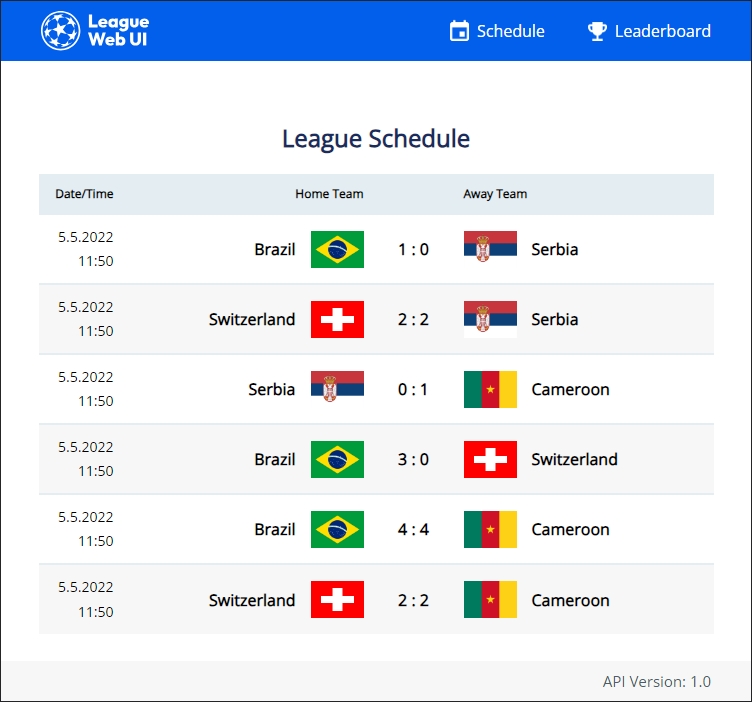 League
Web UI
Schedule
Leaderboard
League Schedule
Date/Time Home Team Away Team
5.5.2022
11:50
Brazil 1 : 0 Serbia
5.5.2022
11:50
Switzerland 2 : 2 Serbia
5.5.2022
11:50
Serbia 0 : 1 Cameroon
5.5.2022
11:50
Brazil 3 : 0 Switzerland
5.5.2022
11:50
Brazil 4 : 4 Cameroon
5.5.2022
11:50
Switzerland 2 : 2 Cameroon
API Version: 1.0